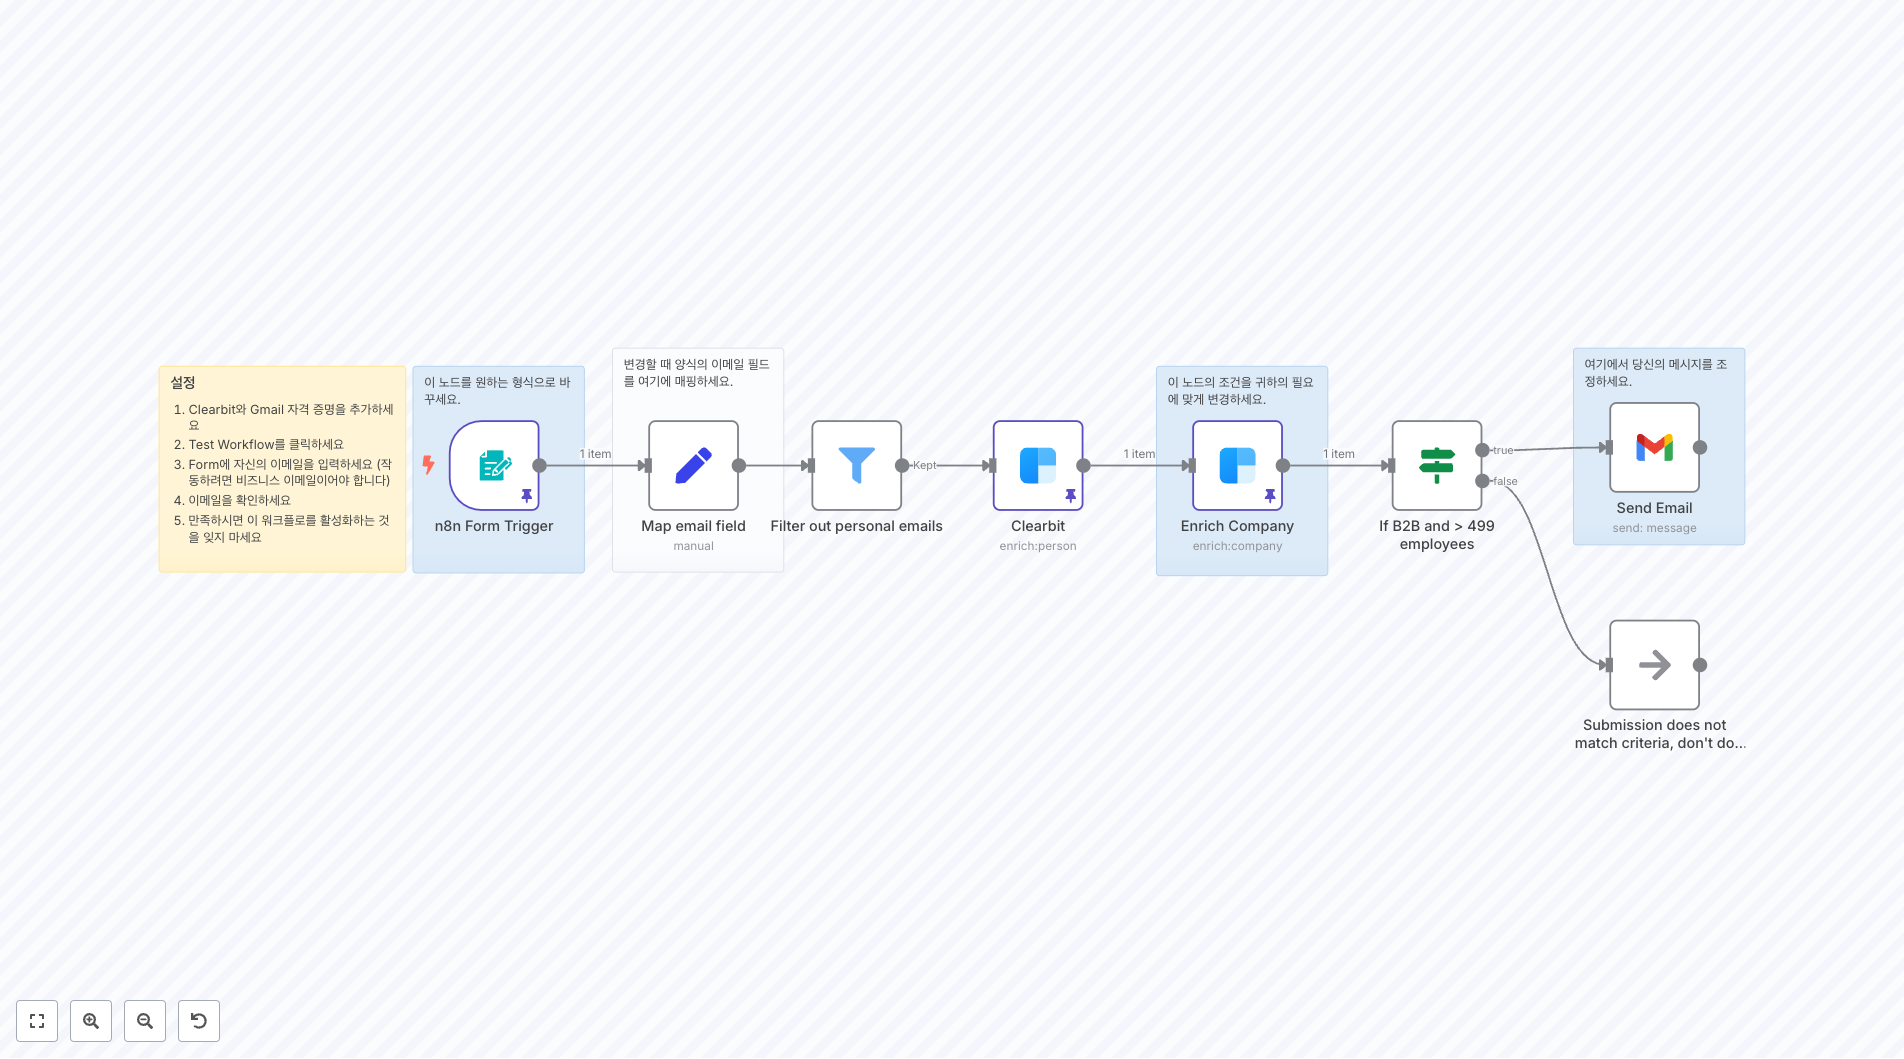 설정
1. Clearbit와 Gmail 자격 증명을 추가하세
요
2. Test Workflow를 클릭하세요
3. Form에 자신의 이메일을 입력하세요 (작
동하려면 비즈니스 이메일이어야 합니다)
4. 이메일을 확인하세요
5. 만족하시면 이 워크플로를 활성화하는 것
을 잊지 마세요
이 노드를 원하는 형식으로 바
꾸세요.
n8n Form Trigger
1 item
변경할 때 양식의 이메일 필드
를 여기에 매핑하세요.
Map email field
manual
Filter out personal emails
Kept
Clearbit
enrich:person
1 item
이 노드의 조건을 귀하의 필요
에 맞게 변경하세요.
Enrich Company
enrich:company
1 item
If B2B and > 499
employees
true
false
여기에서 당신의 메시지를 조
정하세요.
Send Email
send: message
Submission does not
match criteria, don't do...